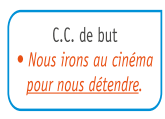 C.C. de but
• Nous irons au cinéma
pour nous détendre.